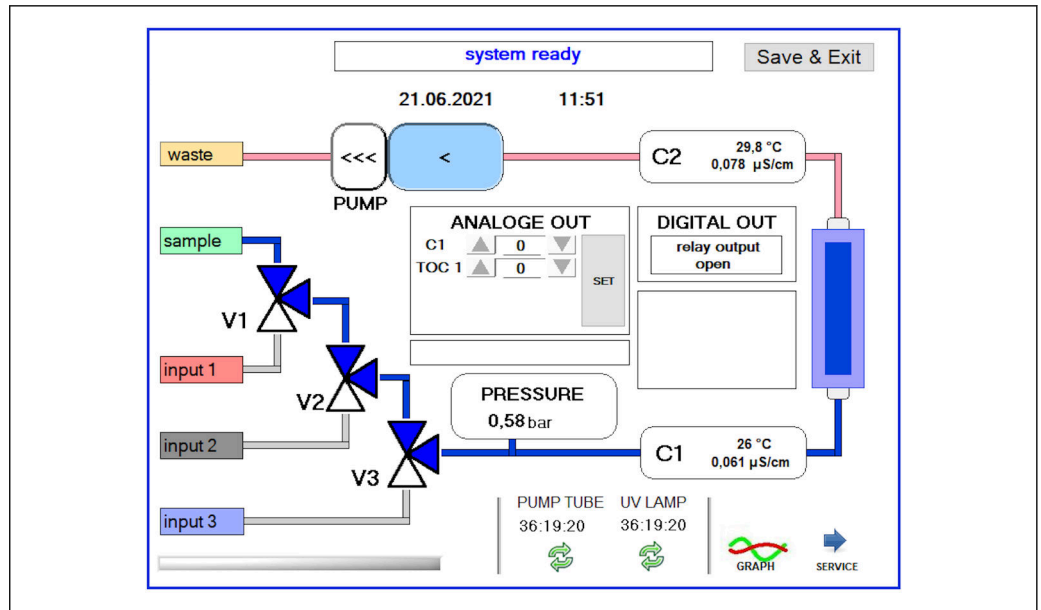 system ready
Save & Exit
21.06.2021 11:51
waste
<<<
<
PUMP
C2
29,8 °C
0,078 µS/cm
sample
ANALOGE OUT
C1 0
TOC 1 0
SET
DIGITAL OUT
relay output
open
V1
input 1
V2
PRESSURE
0,58 bar
input 2
V3
C1
26 °C
0,061 µS/cm
input 3
PUMP TUBE UV LAMP
36:19:20 36:19:20
GRAPH
SERVICE